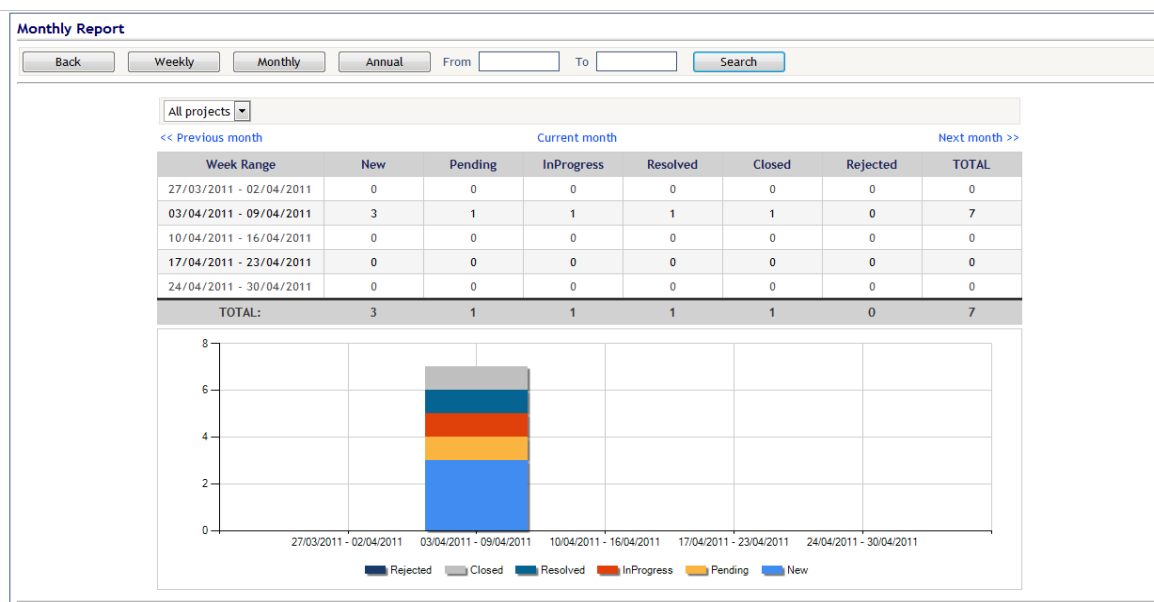 Monthly Report
Back Weekly Monthly Annual From To Search
All projects
<< Previous month Current month Next month >>
Week Range New Pending InProgress Resolved Closed Rejected TOTAL
27/03/2011 - 02/04/2011 0 0 0 0 0 0 0
03/04/2011 - 09/04/2011 3 1 1 1 1 0 7
10/04/2011 - 16/04/2011 0 0 0 0 0 0 0
17/04/2011 - 23/04/2011 0 0 0 0 0 0 0
24/04/2011 - 30/04/2011 0 0 0 0 0 0 0
TOTAL: 3 1 1 1 1 0 7
8
6
4
2
0
27/03/2011 - 02/04/2011 03/04/2011 - 09/04/2011 10/04/2011 - 16/04/2011 17/04/2011 - 23/04/2011 24/04/2011 - 30/04/2011
Rejected Closed Resolved InProgress Pending New